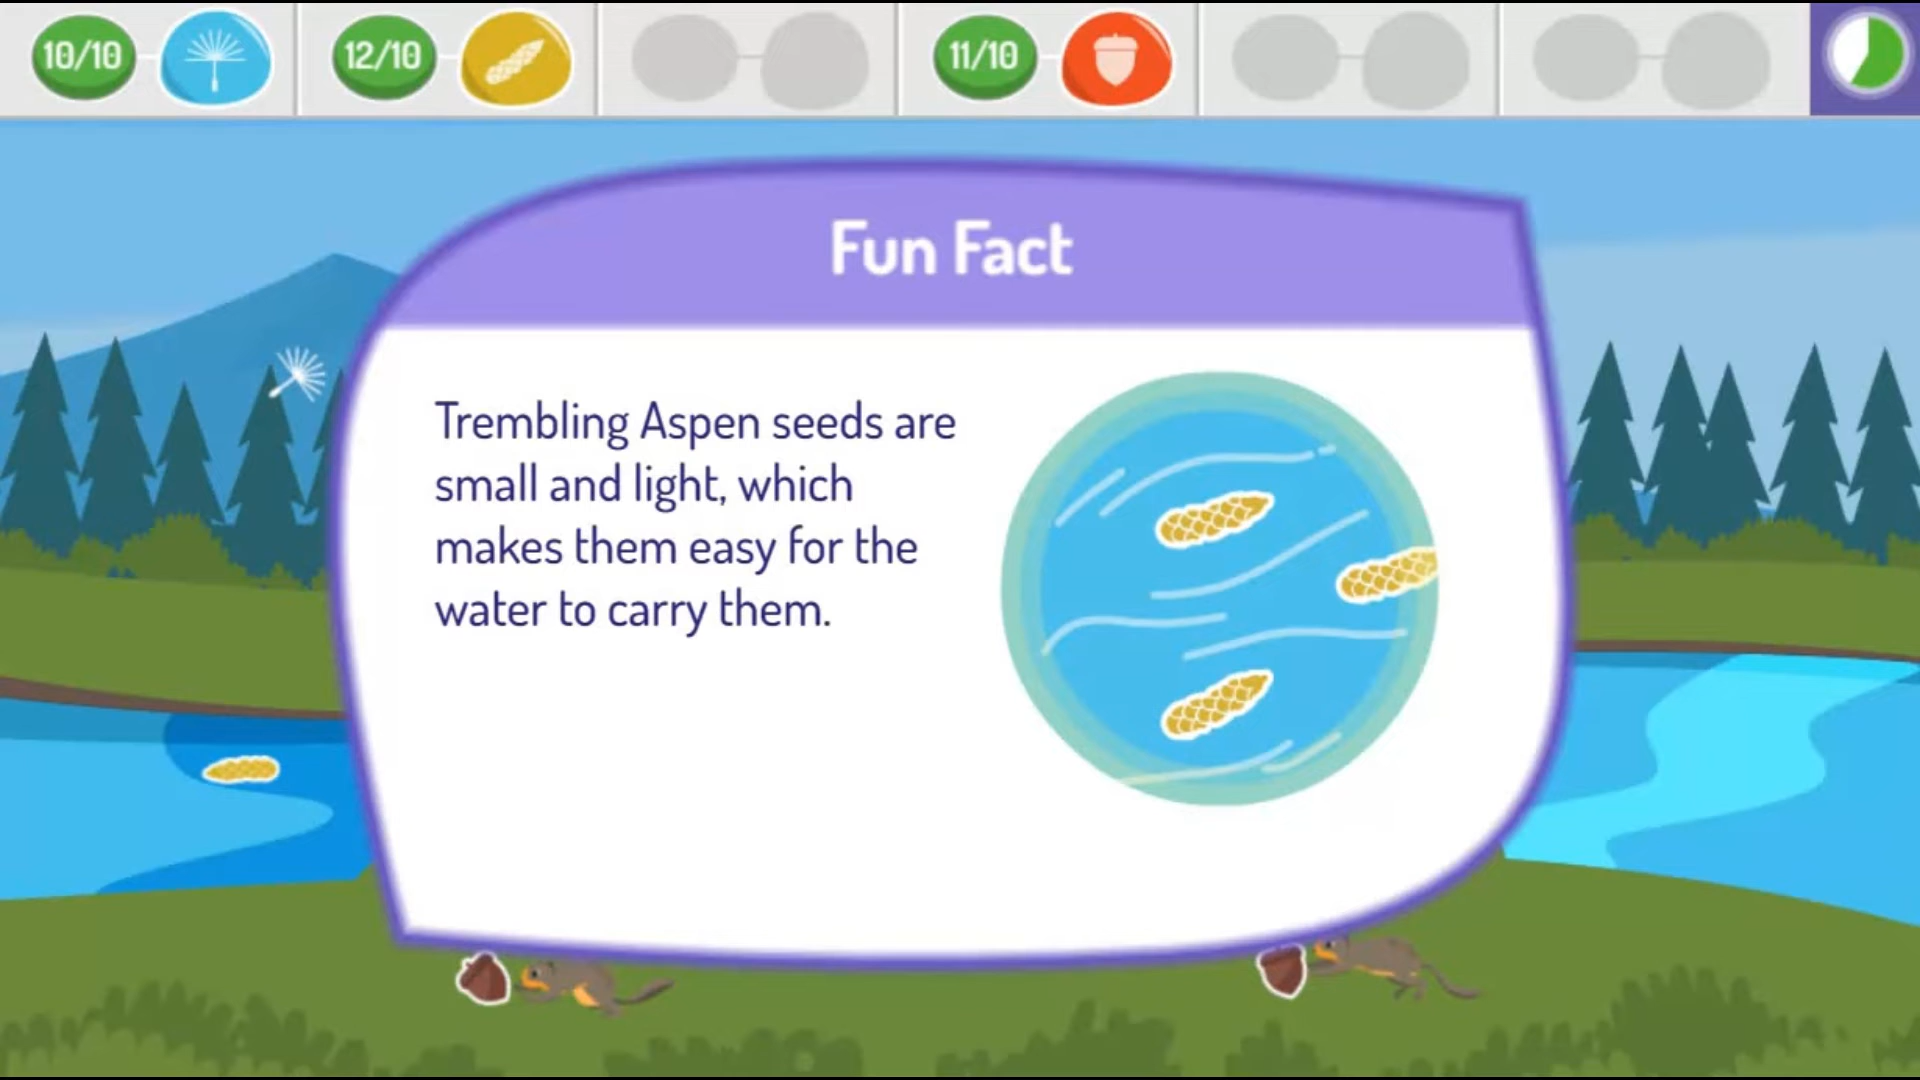 10/10
12/10
11/10
Fun Fact
Trembling Aspen seeds are
small and light, which
makes them easy for the
water to carry them.